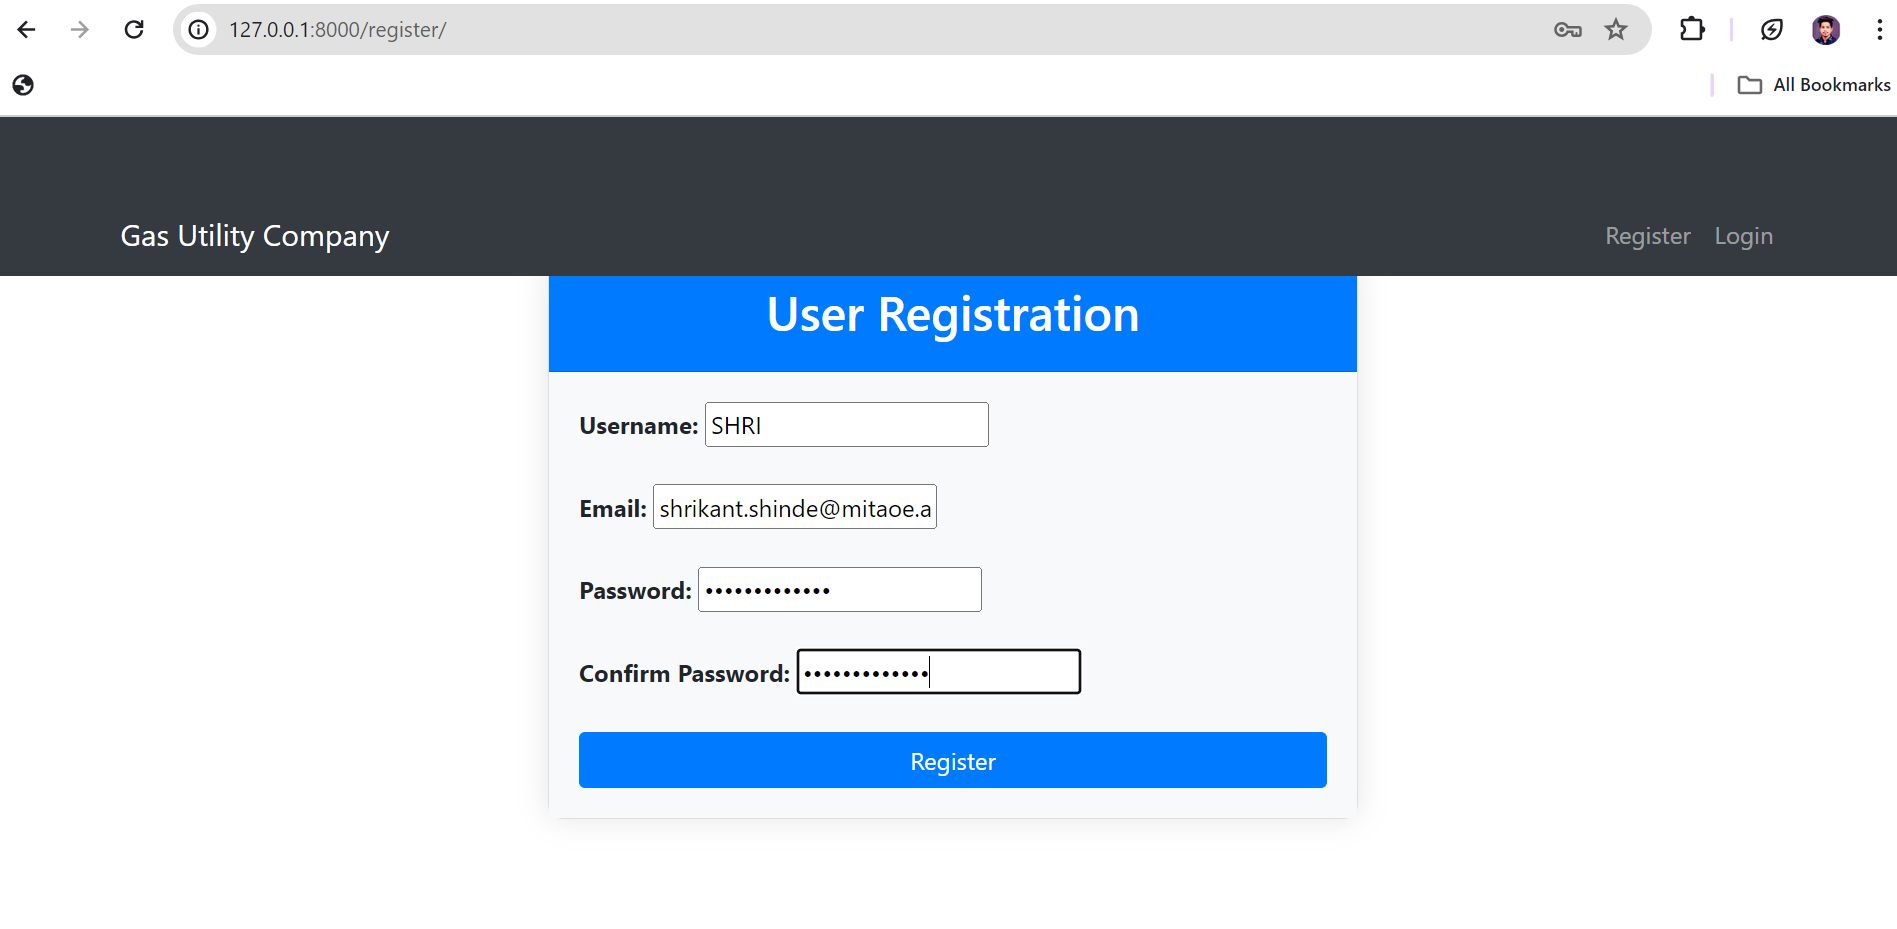 127.0.0.1:8000/register/
All Bookmarks
Gas Utility Company
Register Login
User Registration
Username: SHRI
Email: shrikant.shinde@mitaoe.a
Password: •••••••••••••
Confirm Password: •••••••••••••
Register